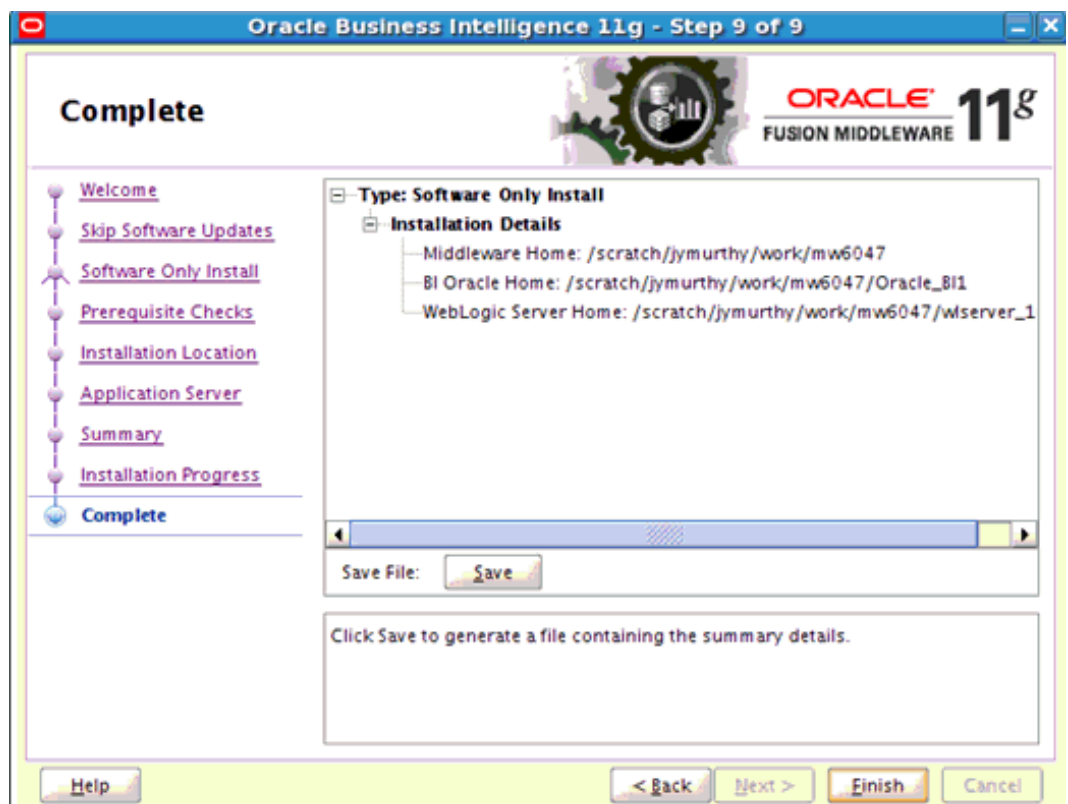 Oracle Business Intelligence 11g - Step 9 of 9
Complete
ORACLE
FUSION MIDDLEWARE
11g
Welcome
Skip Software Updates
Software Only Install
Prerequisite Checks
Installation Location
Application Server
Summary
Installation Progress
Complete
Type: Software Only Install
Installation Details
Middleware Home: /scratch/jymurthy/work/mw6047
BI Oracle Home: /scratch/jymurthy/work/mw6047/Oracle_BI1
WebLogic Server Home: /scratch/jymurthy/work/mw6047/wlserver_1
Save File: Save
Click Save to generate a file containing the summary details.
Help < Back Next > Finish Cancel